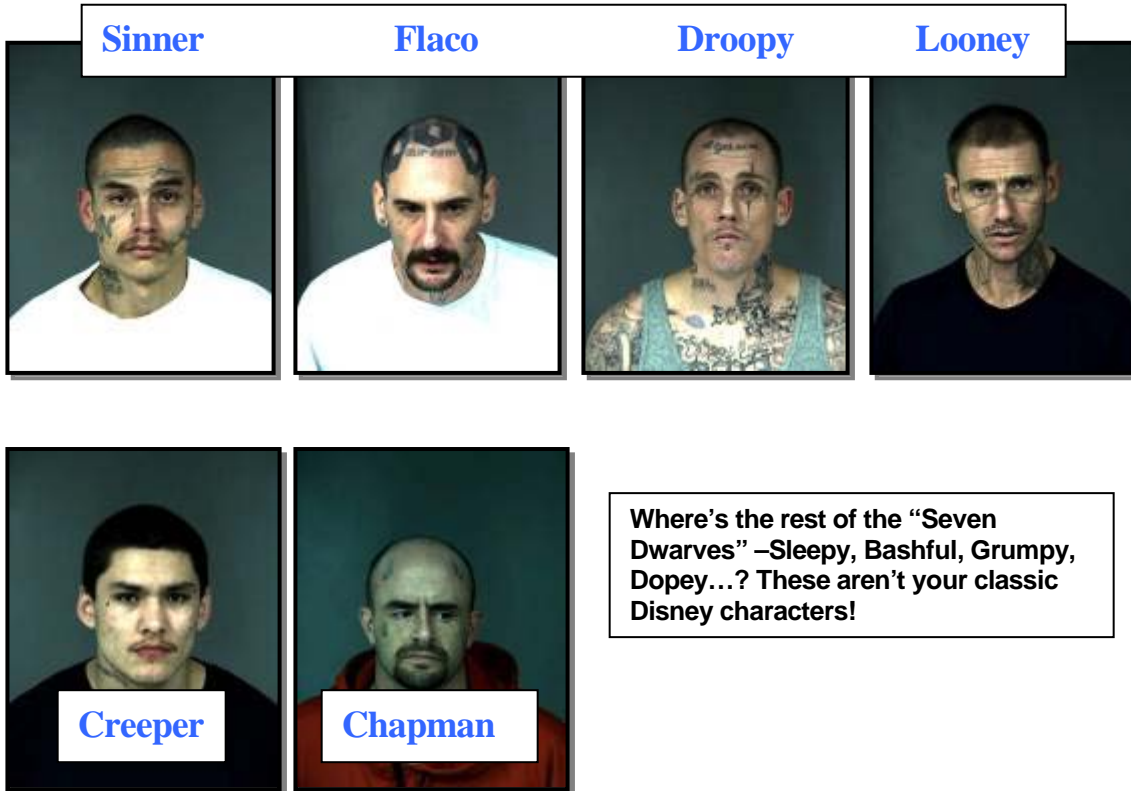 Sinner Flaco Droopy Looney
Creeper Chapman
Where's the rest of the “Seven
Dwarves” –Sleepy, Bashful, Grumpy,
Dopey…? These aren't your classic
Disney characters!